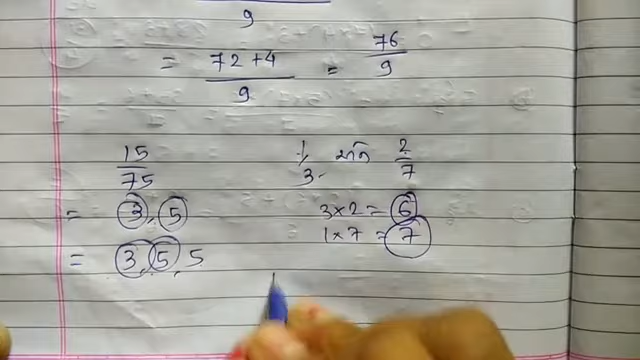 9
= 72+4/9 = 76/9
15/75
= 3, 5
= 3, 5, 5
1/3 2/7
3×2 = 6
1×7 = 7